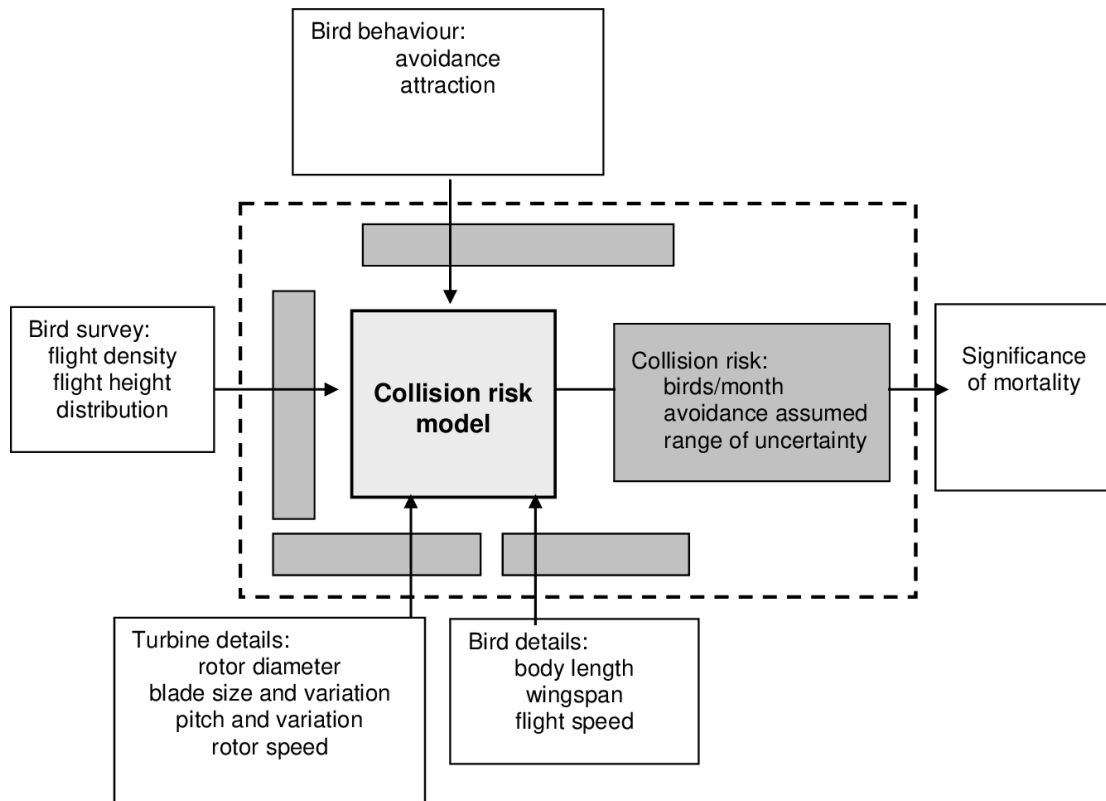 Bird behaviour:
avoidance
attraction
Bird survey:
flight density
flight height
distribution
Collision risk
model
Collision risk:
birds/month
avoidance assumed
range of uncertainty
Significance
of mortality
Turbine details:
rotor diameter
blade size and variation
pitch and variation
rotor speed
Bird details:
body length
wingspan
flight speed